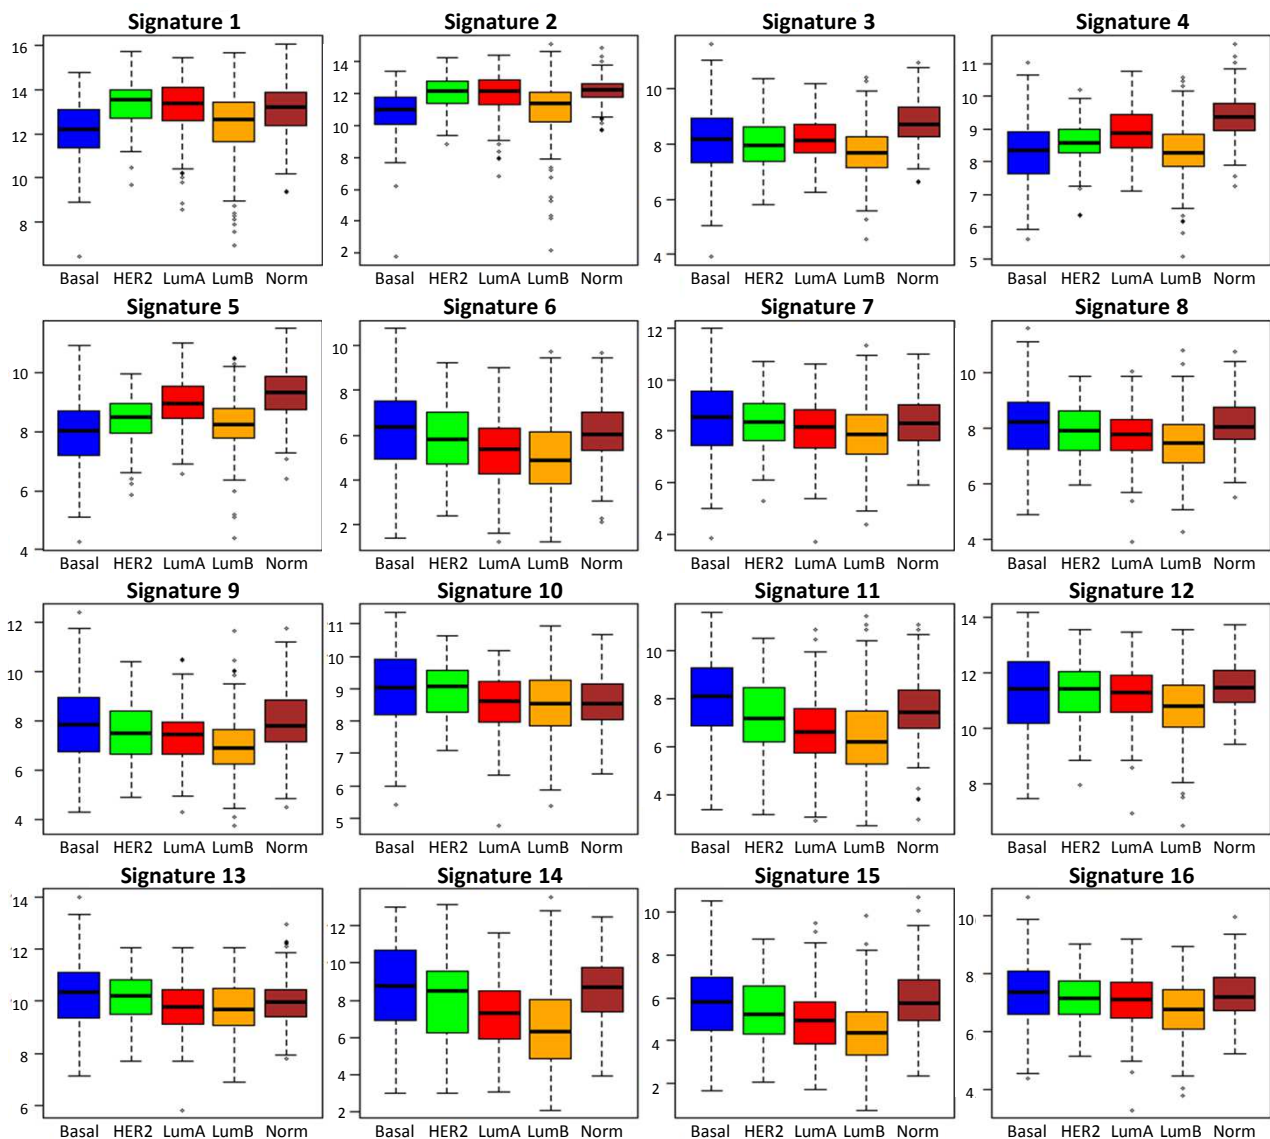 Signature 1
16
14
12
10
8
Basal HER2 LumA LumB Norm
Signature 2
14
12
10
8
6
4
2
Basal HER2 LumA LumB Norm
Signature 3
10
8
6
4
Basal HER2 LumA LumB Norm
Signature 4
11
10
9
8
7
6
5
Basal HER2 LumA LumB Norm
Signature 5
10
8
6
4
Basal HER2 LumA LumB Norm
Signature 6
10
8
6
4
2
Basal HER2 LumA LumB Norm
Signature 7
12
10
8
6
4
Basal HER2 LumA LumB Norm
Signature 8
10
8
6
4
Basal HER2 LumA LumB Norm
Signature 9
12
10
8
6
4
Basal HER2 LumA LumB Norm
Signature 10
11
10
9
8
7
6
5
Basal HER2 LumA LumB Norm
Signature 11
10
8
6
4
Basal HER2 LumA LumB Norm
Signature 12
14
12
10
8
Basal HER2 LumA LumB Norm
Signature 13
14
12
10
8
6
Basal HER2 LumA LumB Norm
Signature 14
12
10
8
6
4
2
Basal HER2 LumA LumB Norm
Signature 15
10
8
6
4
2
Basal HER2 LumA LumB Norm
Signature 16
10
8
6
4
Basal HER2 LumA LumB Norm